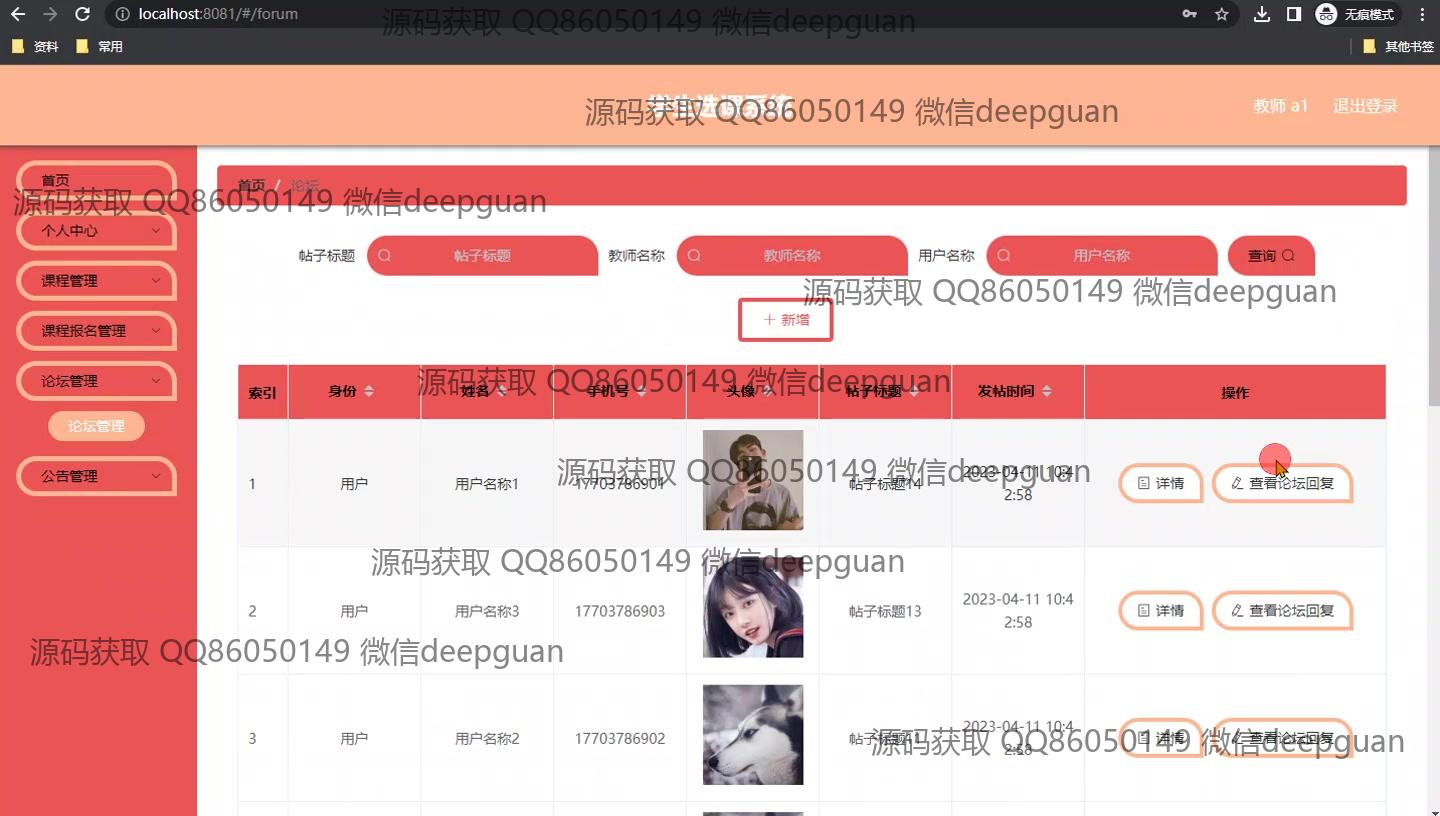 localhost:8081/#/forum
无痕模式
资料
常用
其他书签
源码获取 QQ86050149 微信deepguan
学生选课系统
源码获取 QQ86050149 微信deepguan
教师 a1
退出登录
首页
首页 / 论坛
源码获取 QQ86050149 微信deepguan
个人中心
课程管理
课程报名管理
论坛管理
论坛管理
公告管理
帖子标题
帖子标题
教师名称
教师名称
用户名称
用户名称
查询
源码获取 QQ86050149 微信deepguan
新增
索引
身份
姓名
手机号
头像
帖子标题
发帖时间
操作
源码获取 QQ86050149 微信deepguan
1
用户
用户名称1
17703786901
帖子标题14
2023-04-11 10:4
2:58
详情
查看论坛回复
源码获取 QQ86050149 微信deepguan
源码获取 QQ86050149 微信deepguan
2
用户
用户名称3
17703786903
帖子标题13
2023-04-11 10:4
2:58
详情
查看论坛回复
源码获取 QQ86050149 微信deepguan
3
用户
用户名称2
17703786902
2023-04-11 10:4
2:58
详情
查看论坛回复
源码获取 QQ86050149 微信deepguan